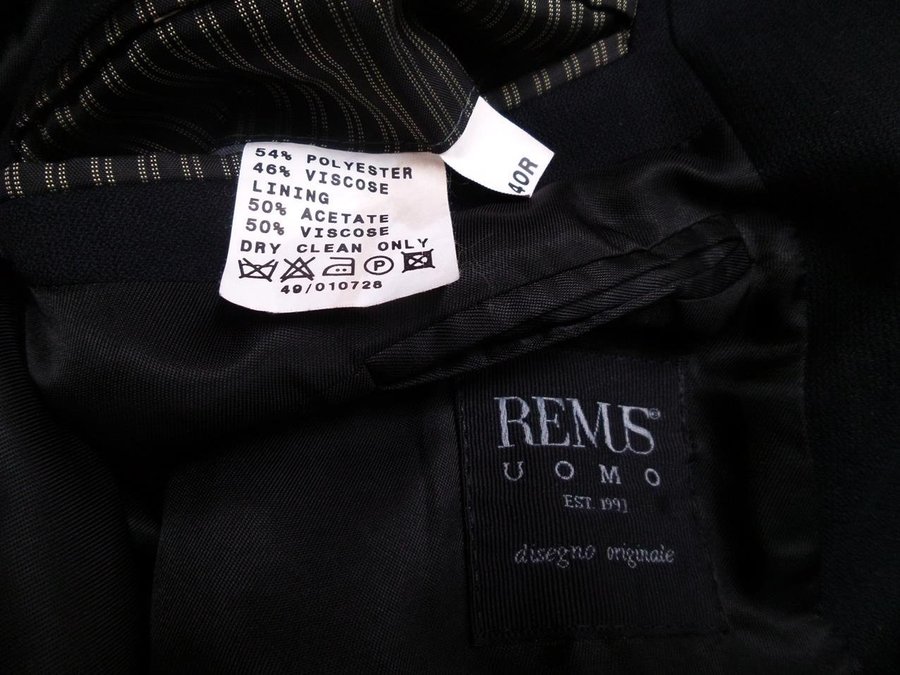 54% POLYESTER
46% VISCOSE
LINING
50% ACETATE
50% VISCOSE
DRY CLEAN ONLY
P
49/010728
40R
REMUS©
UOMO
EST. 1991
disegno originale